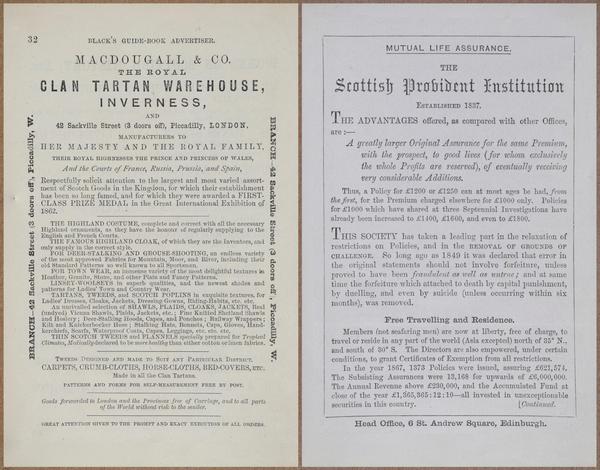 32
BLACK'S GUIDE-BOOK ADVERTISER.
MACDOUGALL & CO.
THE ROYAL
CLAN TARTAN WAREHOUSE,
INVERNESS,
AND
42 Sackville Street (3 doors off), Piccadilly, LONDON,
MANUFACTURERS TO
HER MAJESTY AND THE ROYAL FAMILY,
THEIR ROYAL HIGHNESSES THE PRINCE AND PRINCESS OF WALES,
And the Courts of France, Russia, Prussia, and Spain,
Respectfully solicit attention to the largest and most varied assort-
ment of Scotch Goods in the Kingdom, for which their establishment
has been so long famed, and for which they were awarded a FIRST-
CLASS PRIZE MEDAL in the Great International Exhibition of
1862.
THE HIGHLAND COSTUME, complete and correct with all the necessary
Highland ornaments, as they have the honour of regularly supplying to the
English and French Courts.
THE FAMOUS HIGHLAND CLOAK, of which they are the Inventors, and
only supply in the correct style.
FOR DEER-STALKING AND GROUSE-SHOOTING, an endless variety
of the most approved Fabrics for Mountain, Moor, and River, including their
old Standard Patterns so well known to all Sportsmen.
FOR TOWN WEAR, an immense variety of the most delightful textures in
Heather, Granite, Stone, and other Plain and Fancy Patterns.
LINSEY-WOOLSEYS in superb qualities, and the newest shades and
patterns for Ladies' Town and Country Wear.
TARTANS, TWEEDS, and SCOTCH POPLINS in exquisite textures, for
Ladies' Dresses, Cloaks, Jackets, Dressing Gowns, Riding-Habits, etc. etc.
An unrivalled selection of SHAWLS, PLAIDS, CLOAKS, JACKETS, Real
(undyed) Vicuna Shawls, Plaids, Jackets, etc.; Fine Knitted Shetland Shawls
and Hosiery; Deer-Stalking Hoods, Capes, and Ponchos; Railway Wrappers;
Kilt and Knickerbocker Hose; Stalking Hats, Bonnets, Caps, Gloves, Hand-
kerchiefs, Scarfs, Waterproof Coats, Capes, Leggings, etc. etc. etc.
THIN SCOTCH TWEEDS and FLANNELS specially prepared for Tropical
Climates, Medically declared to be more healthy than either cotton or linen fabrics.
TWEEDS DESIGNED AND MADE TO SUIT ANY PARTICULAR DISTRICT.
CARPETS, CRUMB-CLOTHS, HORSE-CLOTHS, BED-COVERS, ETC.
Made in all the Clan Tartans.
PATTERNS AND FORMS FOR SELF-MEASUREMENT FREE BY POST.
Goods forwarded to London and the Provinces free of Carriage, and to all parts
of the World without risk to the sender.
GREAT ATTENTION GIVEN TO THE PROMPT AND EXACT EXECUTION OF ALL ORDERS.
BRANCH—42 Sackville Street (3 doors off), Piccadilly, W.
BRANCH—42 Sackville Street (3 doors off), Piccadilly, W.
MUTUAL LIFE ASSURANCE.
THE
Scottish Provident Institution
ESTABLISHED 1837.
THE ADVANTAGES offered, as compared with other Offices,
are:—
A greatly larger Original Assurance for the same Premium,
with the prospect, to good lives (for whom exclusively
the whole Profits are reserved), of eventually receiving
very considerable Additions.
Thus, a Policy for £1200 or £1250 can at most ages be had, from
the first, for the Premium charged elsewhere for £1000 only. Policies
for £1000 which have shared at three Septennial Investigations have
already been increased to £1400, £1600, and even to £1800.
THIS SOCIETY has taken a leading part in the relaxation of
restrictions on Policies, and in the REMOVAL OF GROUNDS OF
CHALLENGE. So long ago as 1849 it was declared that error in
the original statements should not involve forfeiture, unless
proved to have been fraudulent as well as untrue; and at same
time the forfeiture which attached to death by capital punishment,
by duelling, and even by suicide (unless occurring within six
months), was removed.
Free Travelling and Residence.
Members (not seafaring men) are now at liberty, free of charge, to
travel or reside in any part of the world (Asia excepted) north of 35° N.,
and south of 30° S. The Directors are also empowered, under certain
conditions, to grant Certificates of Exemption from all restrictions.
In the year 1867, 1373 Policies were issued, assuring £621,574.
The Subsisting Assurances were 13,168 for upwards of £6,000,000.
The Annual Revenue above £230,000, and the Accumulated Fund at
close of the year £1,365,365:12:10—all invested in unexceptionable
securities in this country. [Continued.
Head Office, 6 St. Andrew Square, Edinburgh.